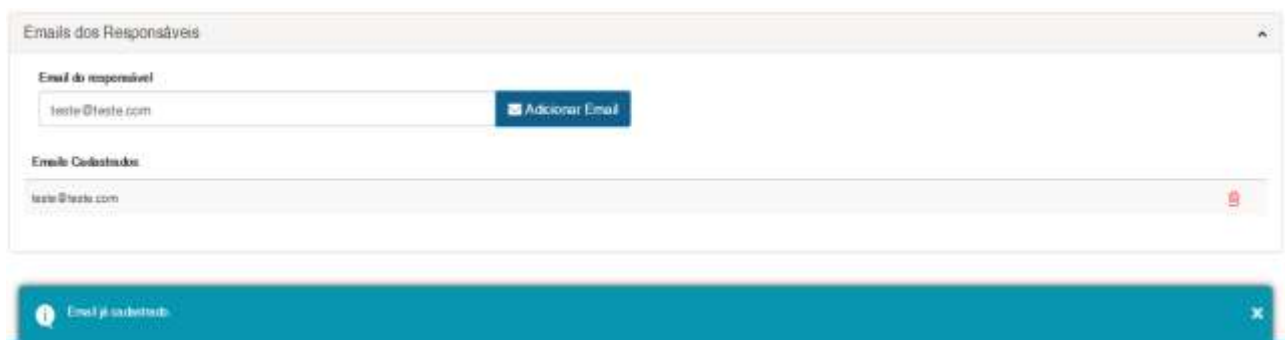 Emails dos Responsáveis
Email do responsável
teste@teste.com
Adicionar Email
Emails Cadastrados
teste@teste.com
Email já cadastrado.